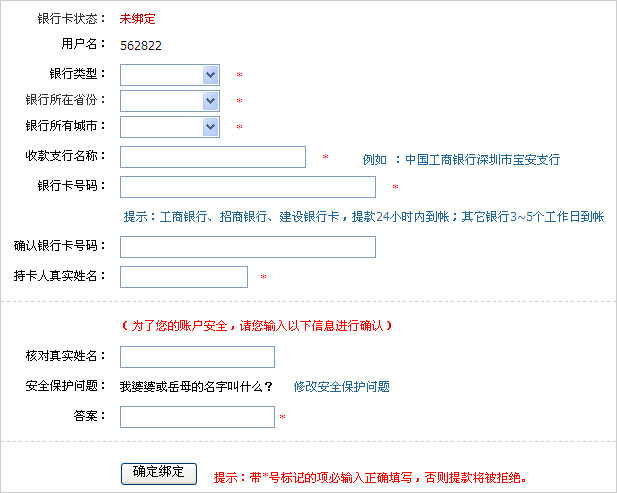 银行卡状态： 未绑定
用户名： 562822
银行类型： *
银行所在省份： *
银行所有城市： *
收款支行名称： * 例如 ：中国工商银行深圳市宝安支行
银行卡号码： *
提示：工商银行、招商银行、建设银行卡，提款24小时内到帐；其它银行3~5个工作日到帐
确认银行卡号码：
持卡人真实姓名： *
（为了您的账户安全，请您输入以下信息进行确认）
核对真实姓名：
安全保护问题： 我婆婆或岳母的名字叫什么？ 修改安全保护问题
答案： *
确定绑定 提示：带*号标记的项必输入正确填写，否则提款将被拒绝。